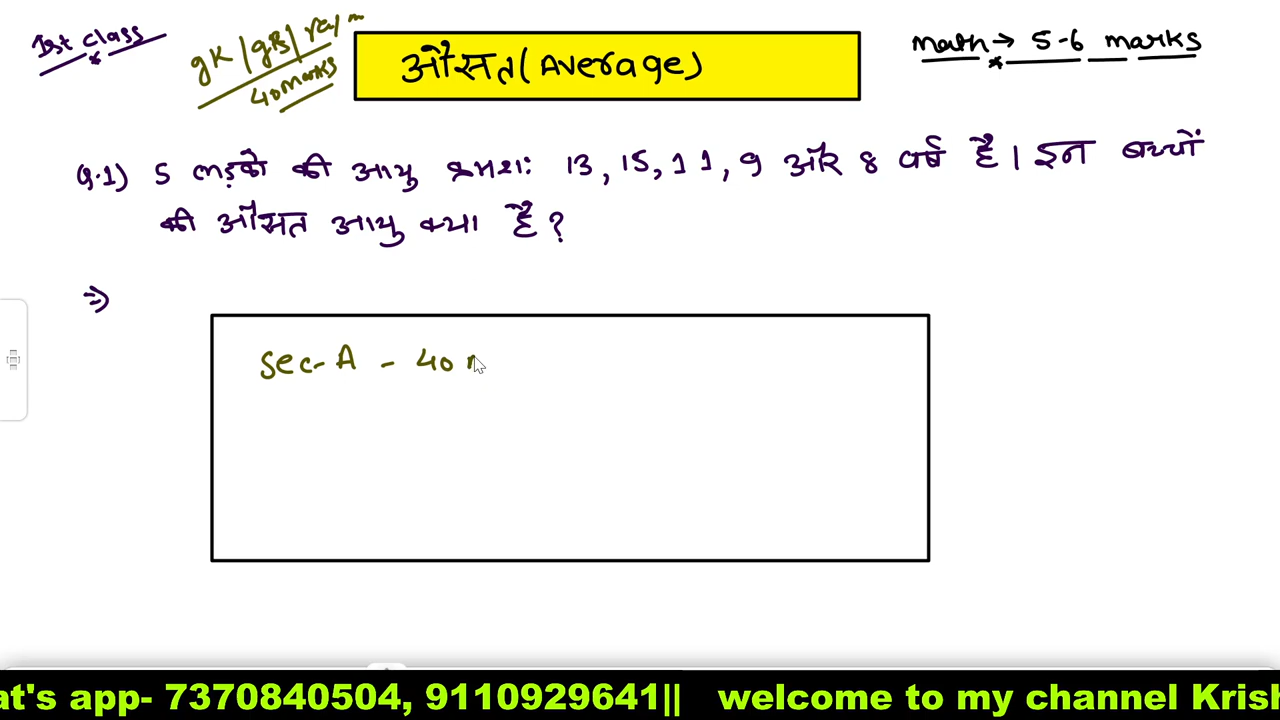 Ist class
gk | gs |
40 marks
औसत (Average)
math → 5-6 marks
Q.1) 5 लड़को की आयु क्रमशः 13, 15, 11, 9 और 8 वर्ष है। इन बच्चों
की औसत आयु क्या है?
⇒
Sec-A - 40
at's app- 7370840504, 9110929641|| welcome to my channel Krish